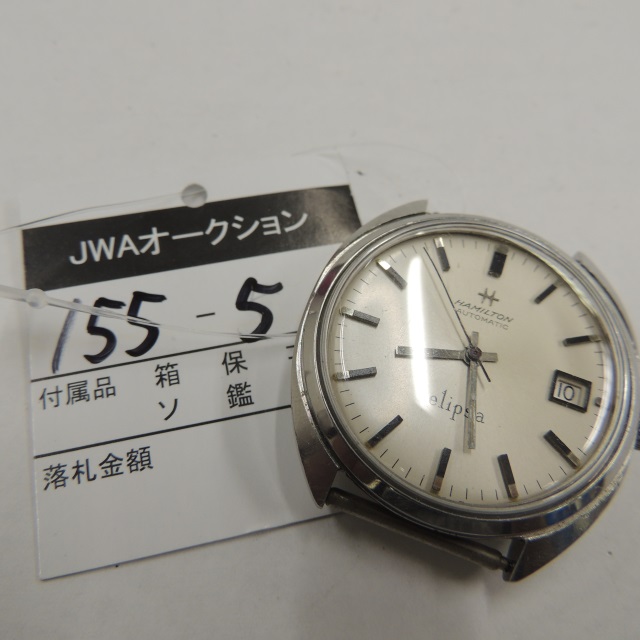 JWAオークション
155-5
付属品 箱 保
ソ 鑑
落札金額
HAMILTON
AUTOMATIC
elipsa
10